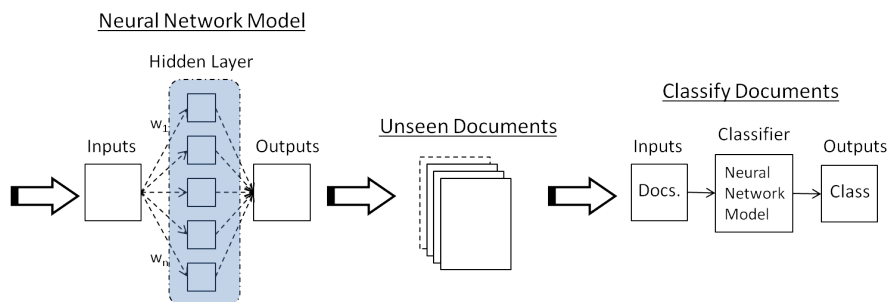 Neural Network Model
Hidden Layer
Inputs
w1
wn
Outputs
Unseen Documents
Classify Documents
Inputs
Docs.
Classifier
Neural
Network
Model
Outputs
Class